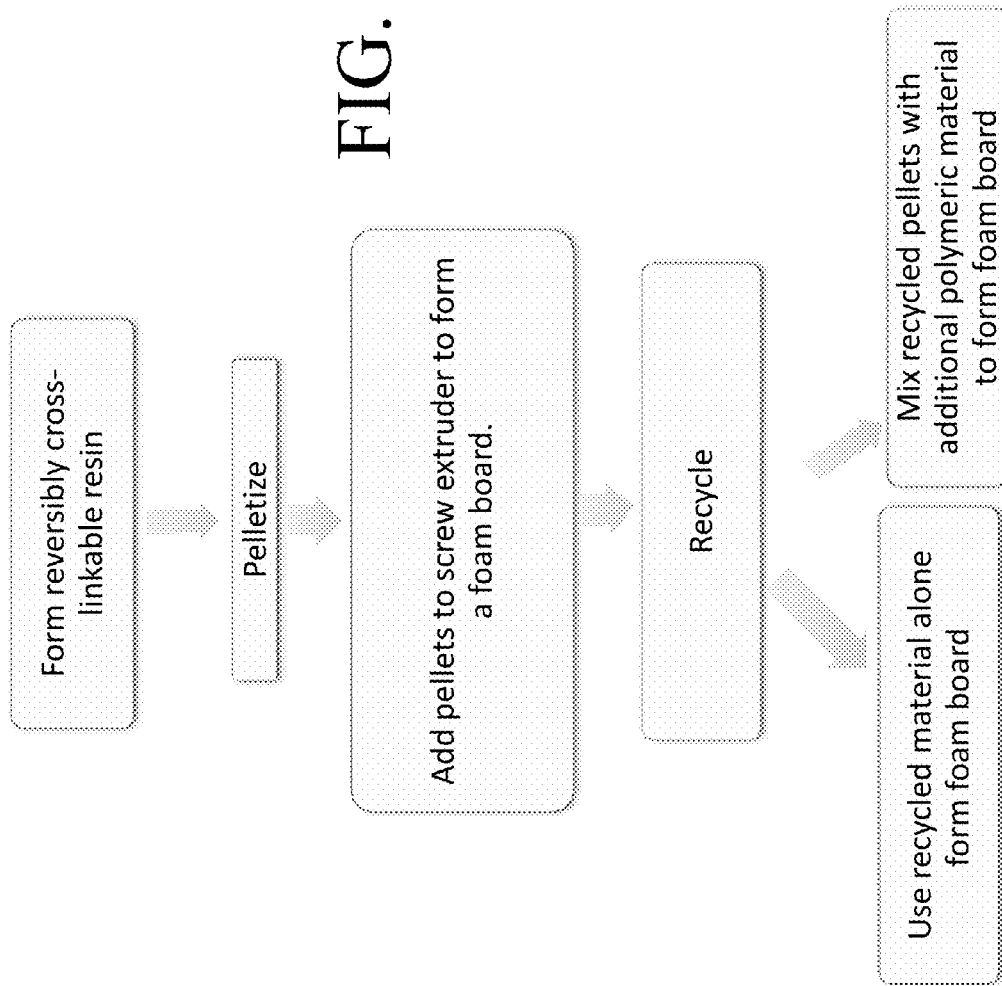 Form reversibly cross-
linkable resin
Pelletize
Add pellets to screw extruder to form
a foam board.
Recycle
Use recycled material alone
form foam board
Mix recycled pellets with
additional polymeric material
to form foam board
FIG.